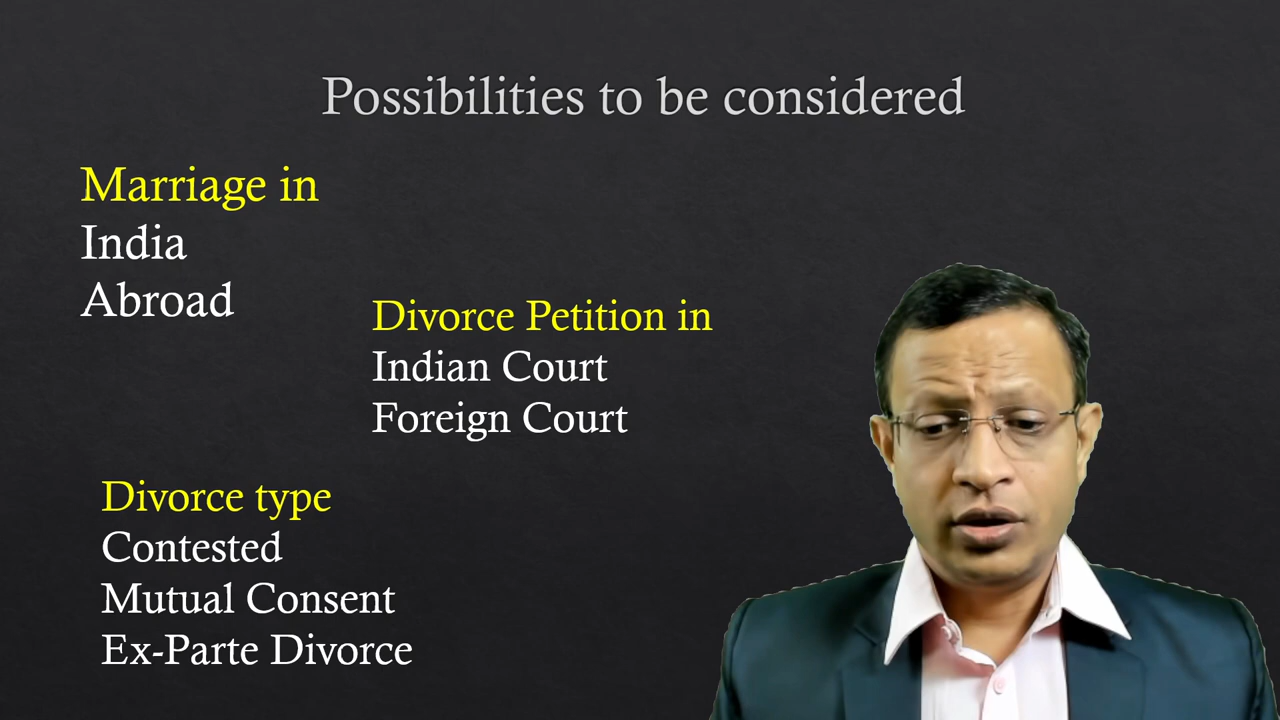 Possibilities to be considered
Marriage in
India
Abroad
Divorce Petition in
Indian Court
Foreign Court
Divorce type
Contested
Mutual Consent
Ex-Parte Divorce